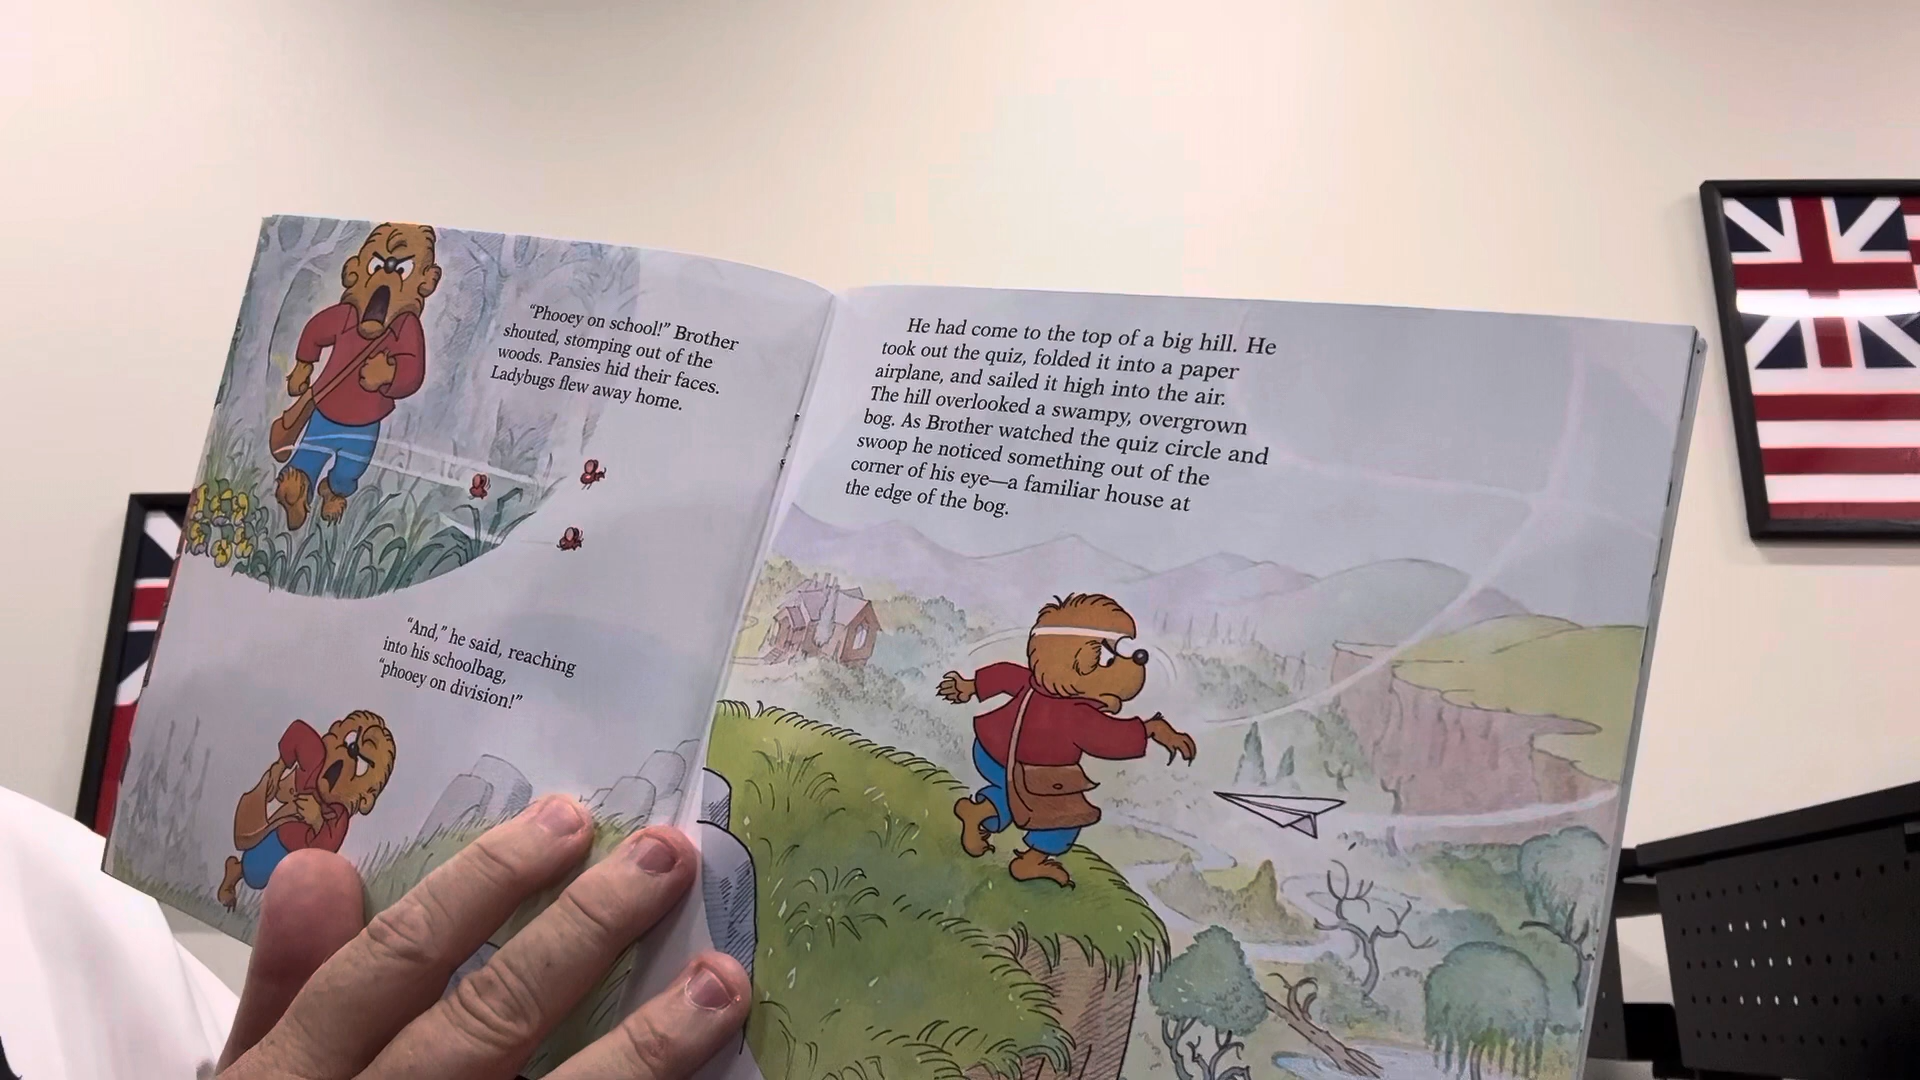 “Phooey on school!” Brother
shouted, stomping out of the
woods. Pansies hid their faces.
Ladybugs flew away home.
“And,” he said, reaching
into his schoolbag,
“phooey on division!”
He had come to the top of a big hill. He
took out the quiz, folded it into a paper
airplane, and sailed it high into the air.
The hill overlooked a swampy, overgrown
bog. As Brother watched the quiz circle and
swoop he noticed something out of the
corner of his eye—a familiar house at
the edge of the bog.